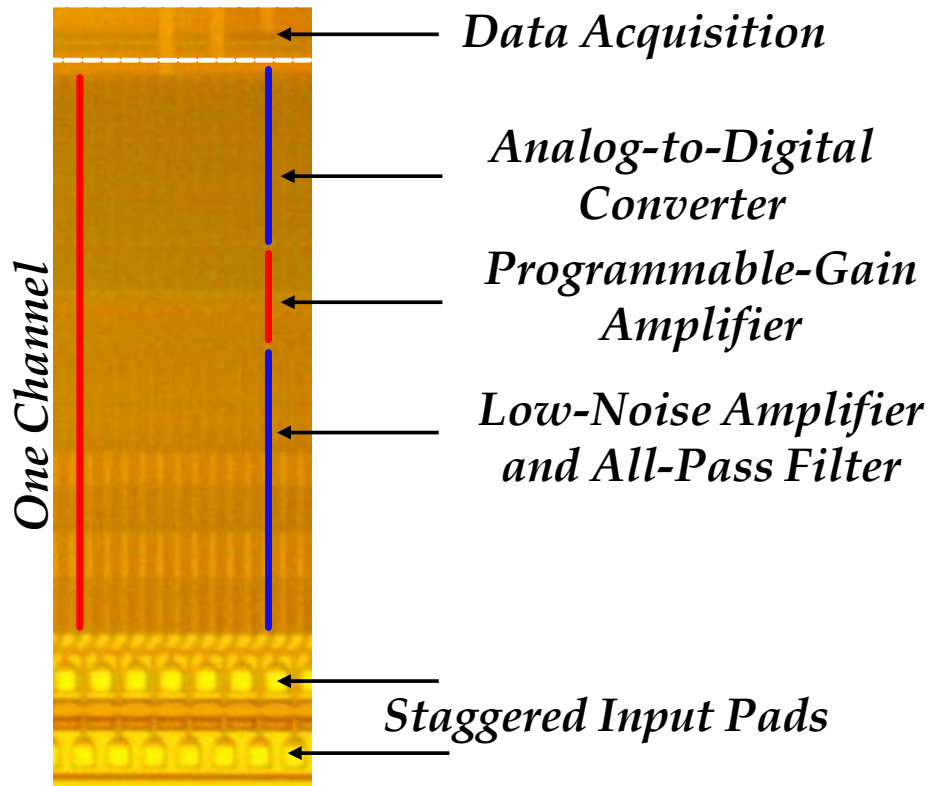 Data Acquisition
Analog-to-Digital
Converter
Programmable-Gain
Amplifier
One Channel
Low-Noise Amplifier
and All-Pass Filter
Staggered Input Pads